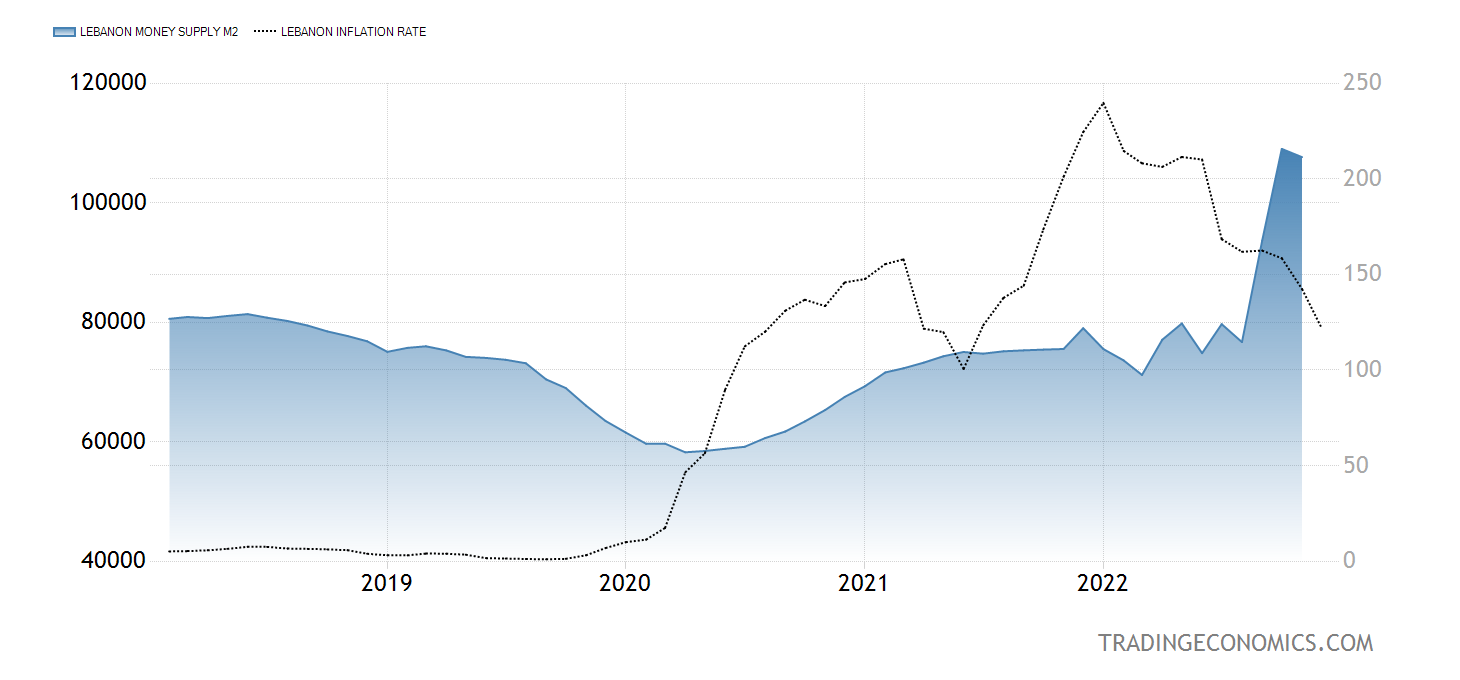 LEBANON MONEY SUPPLY M2 LEBANON INFLATION RATE
120000 250
100000 200
80000 150
60000 100
40000 50
0
2019 2020 2021 2022
TRADINGECONOMICS.COM